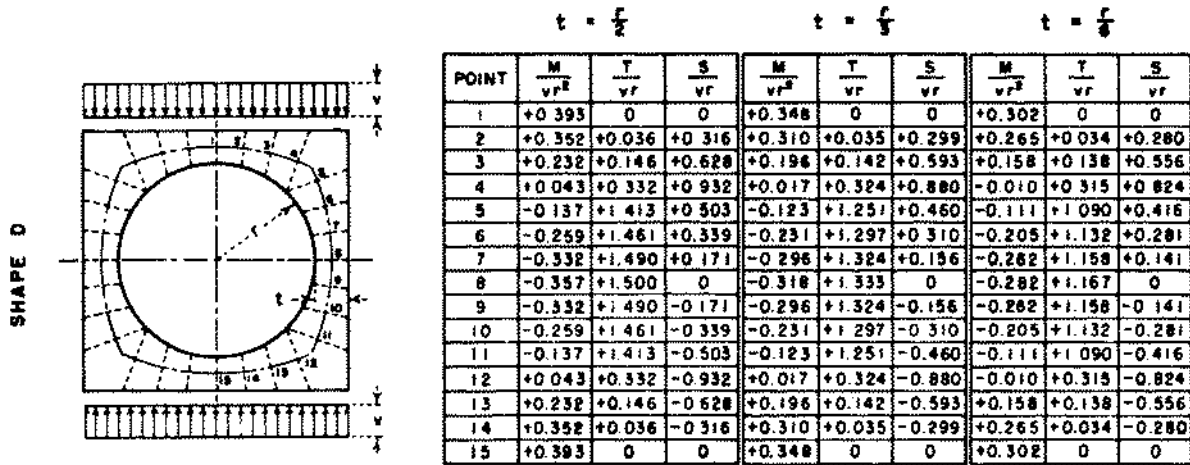 t = r/2 t = r/3 t = r/6
POINT M/vr² T/vr S/vr M/vr² T/vr S/vr M/vr² T/vr S/vr
1 +0.393 0 0 +0.348 0 0 +0.302 0 0
2 +0.352 +0.036 +0.316 +0.310 +0.035 +0.299 +0.265 +0.034 +0.280
3 +0.232 +0.146 +0.628 +0.196 +0.142 +0.593 +0.158 +0.138 +0.556
4 +0.043 +0.332 +0.932 +0.017 +0.324 +0.880 -0.010 +0.315 +0.824
5 -0.137 +1.413 +0.503 -0.123 +1.251 +0.460 -0.111 +1.090 +0.416
6 -0.259 +1.461 +0.339 -0.231 +1.297 +0.310 -0.205 +1.132 +0.281
7 -0.332 +1.490 +0.171 -0.296 +1.324 +0.156 -0.262 +1.158 +0.141
8 -0.357 +1.500 0 -0.318 +1.333 0 -0.282 +1.167 0
9 -0.332 +1.490 -0.171 -0.296 +1.324 -0.156 -0.262 +1.158 -0.141
10 -0.259 +1.461 -0.339 -0.231 +1.297 -0.310 -0.205 +1.132 -0.281
11 -0.137 +1.413 -0.503 -0.123 +1.251 -0.460 -0.111 +1.090 -0.416
12 +0.043 +0.332 -0.932 +0.017 +0.324 -0.880 -0.010 +0.315 -0.824
13 +0.232 +0.146 -0.628 +0.196 +0.142 -0.593 +0.158 +0.138 -0.556
14 +0.352 +0.036 -0.316 +0.310 +0.035 -0.299 +0.265 +0.034 -0.280
15 +0.393 0 0 +0.348 0 0 +0.302 0 0
SHAPE D
v
r
7
9
t
10
11
15 14 13 12
v